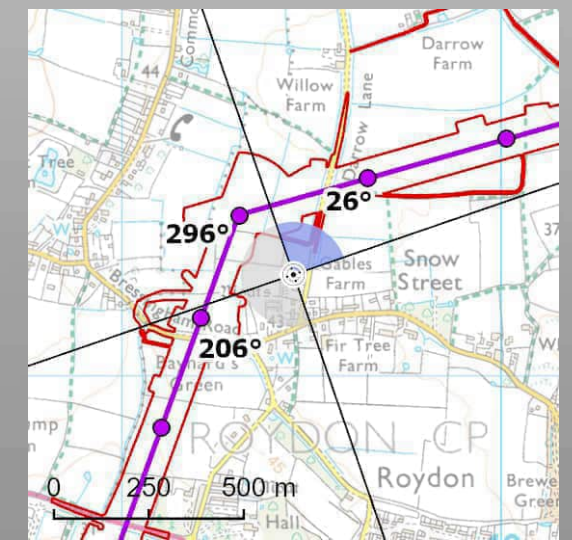 Darrow
Farm
44
Willow
Farm
Darrow Lane
Tree
26°
296°
37
Gables
Farm
Snow
Street
206°
Fir Tree
Farm
W
Green
ROYDON CP
45
0 250 500 m
Roydon
Brewe
Green
Hall